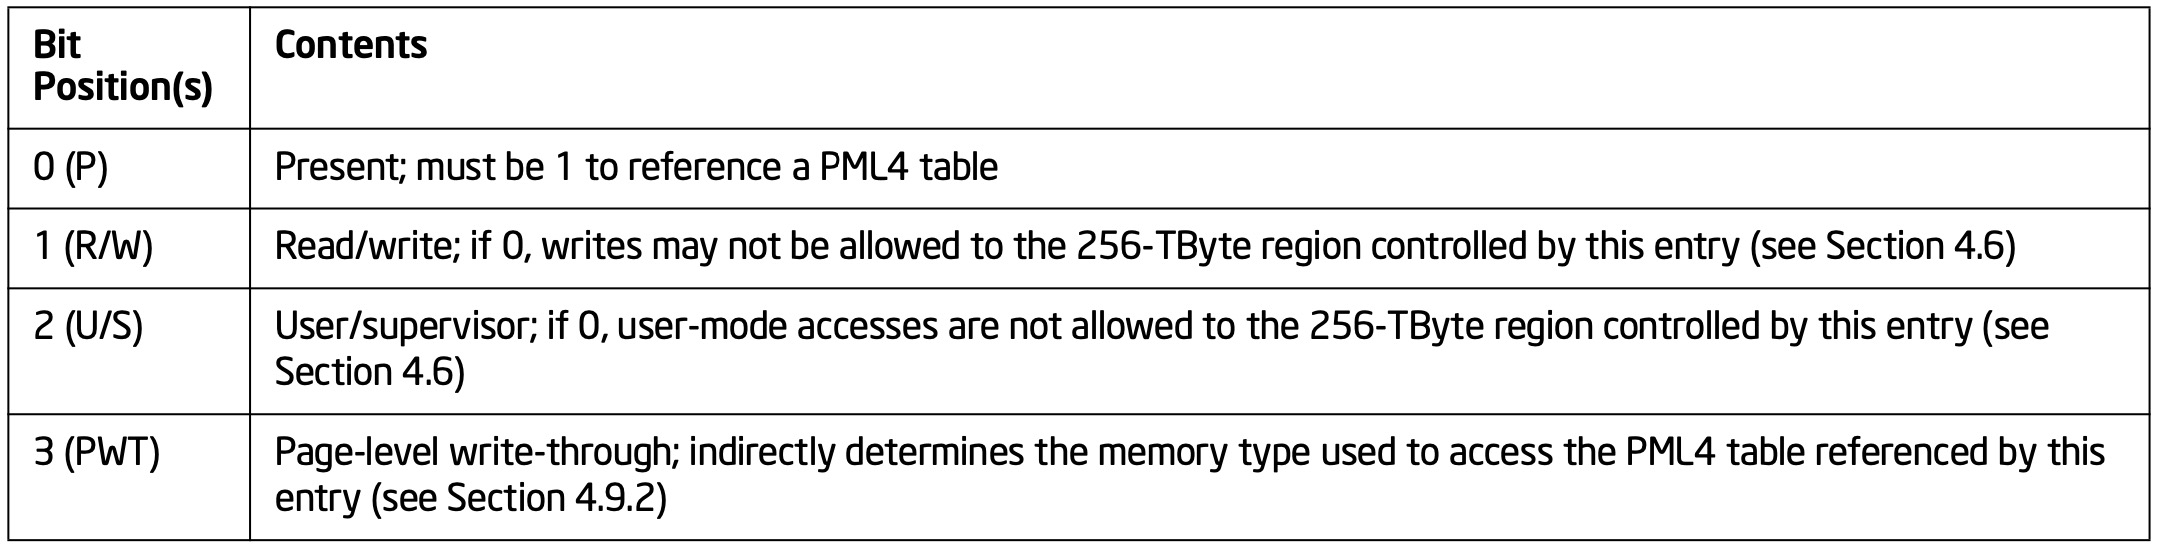 Bit
Position(s)
Contents
0 (P)
Present; must be 1 to reference a PML4 table
1 (R/W)
Read/write; if 0, writes may not be allowed to the 256-TByte region controlled by this entry (see Section 4.6)
2 (U/S)
User/supervisor; if 0, user-mode accesses are not allowed to the 256-TByte region controlled by this entry (see
Section 4.6)
3 (PWT)
Page-level write-through; indirectly determines the memory type used to access the PML4 table referenced by this
entry (see Section 4.9.2)